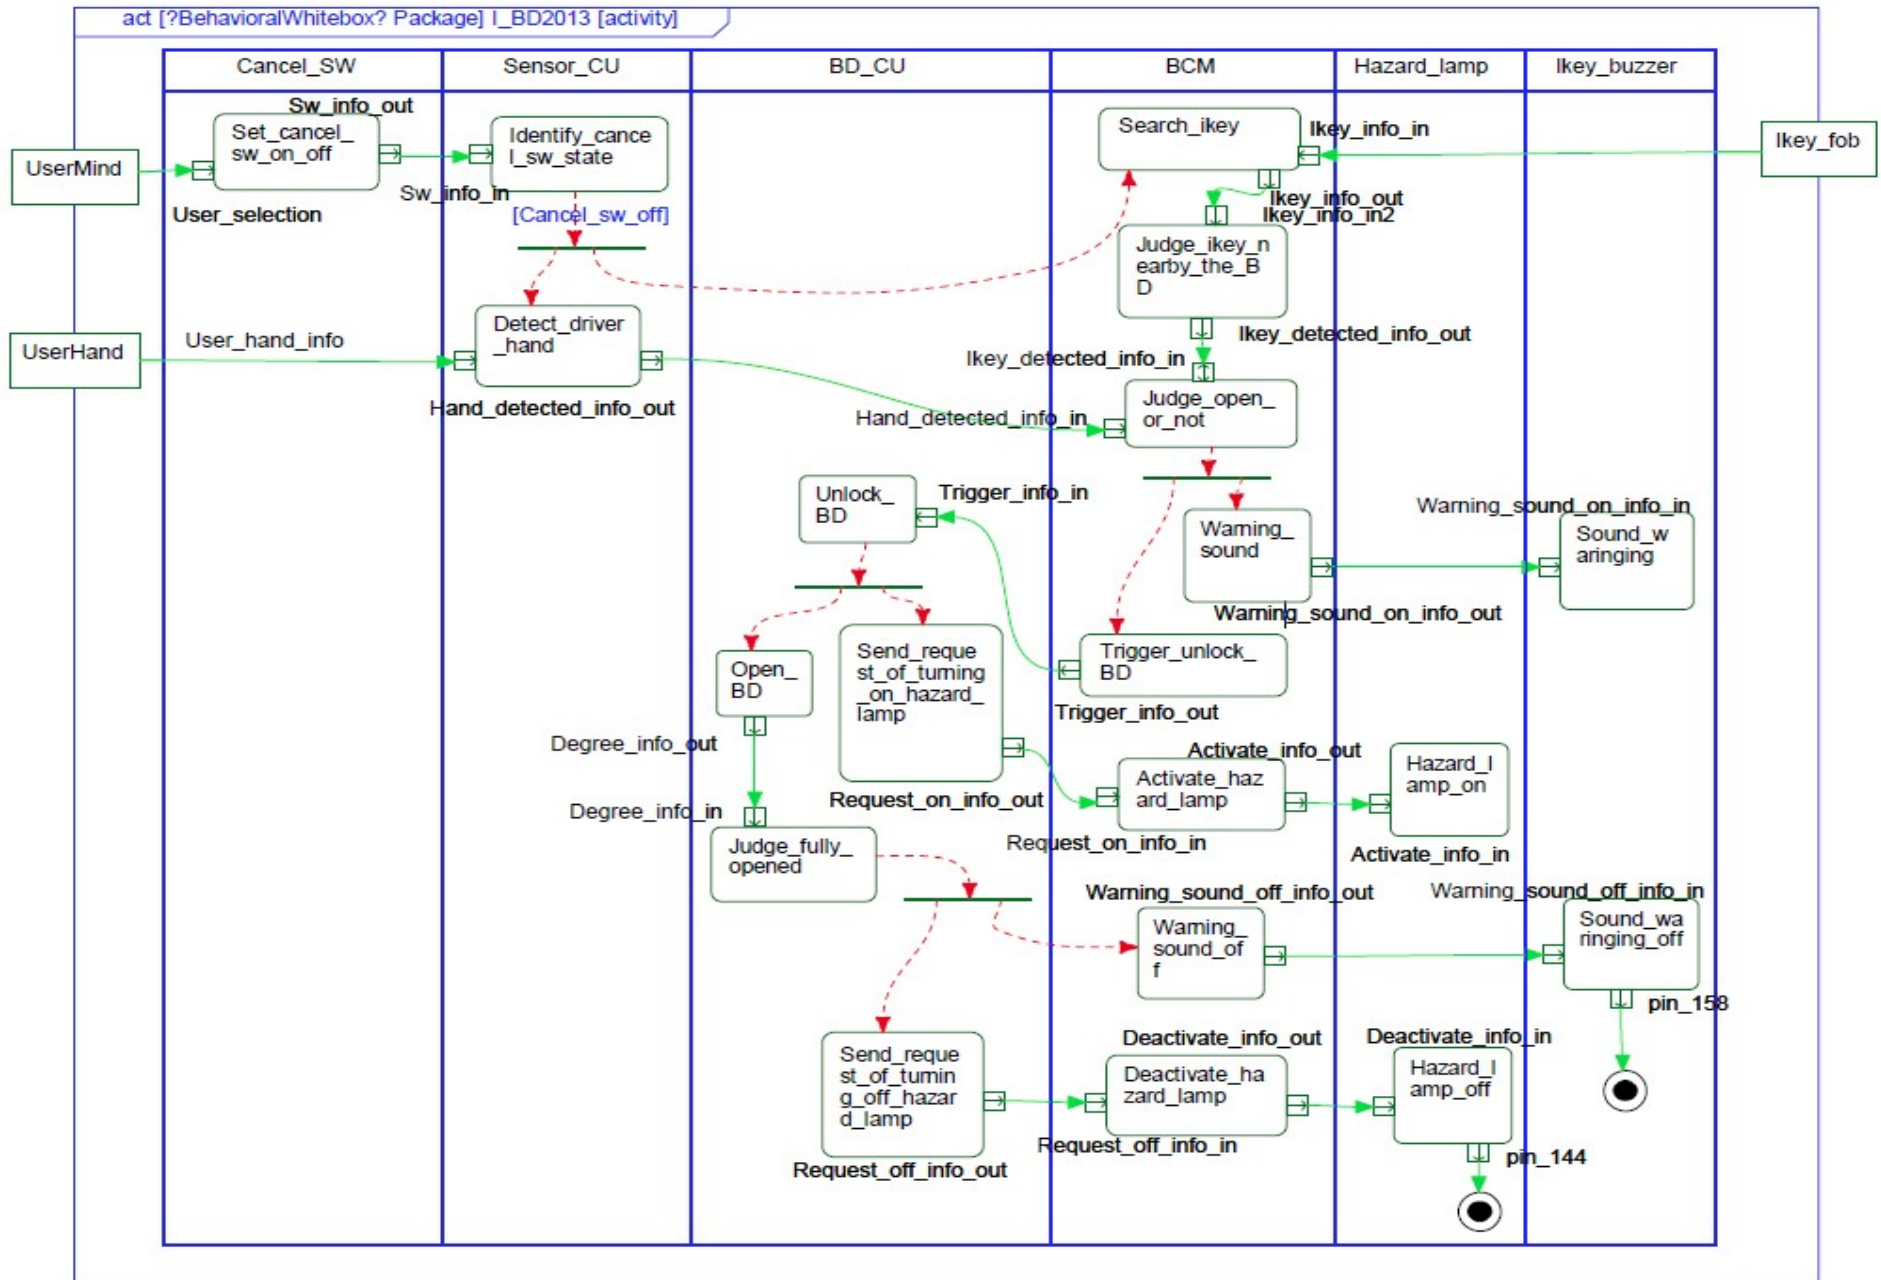 act [?BehavioralWhitebox? Package] I_BD2013 [activity]
Cancel_SW
Sensor_CU
BD_CU
BCM
Hazard_lamp
Ikey_buzzer
Sw_info_out
Set_cancel_
sw_on_off
Identify_cance
l_sw_state
Search_ikey
Ikey_info_in
Ikey_fob
UserMind
Sw_info_in
User_selection
[Cancel_sw_off]
Ikey_info_out
Ikey_info_in2
Judge_ikey_n
earby_the_B
D
Detect_driver
_hand
User_hand_info
UserHand
Ikey_detected_info_out
Ikey_detected_info_in
Hand_detected_info_out
Hand_detected_info_in
Judge_open_
or_not
Unlock_
BD
Trigger_info_in
Warning_sound_on_info_in
Warning_
sound
Sound_w
aringing
Warning_sound_on_info_out
Open_
BD
Send_reque
st_of_turning
_on_hazard_
lamp
Trigger_unlock_
BD
Trigger_info_out
Degree_info_out
Activate_info_out
Activate_haz
ard_lamp
Hazard_l
amp_on
Request_on_info_out
Degree_info_in
Request_on_info_in
Activate_info_in
Judge_fully_
opened
Warning_sound_off_info_out
Warning_sound_off_info_in
Warning_
sound_of
f
Sound_wa
ringing_off
pin_158
Send_reque
st_of_turnin
g_off_hazar
d_lamp
Deactivate_info_out
Deactivate_info_in
Deactivate_ha
zard_lamp
Hazard_l
amp_off
Request_off_info_in
Request_off_info_out
pin_144